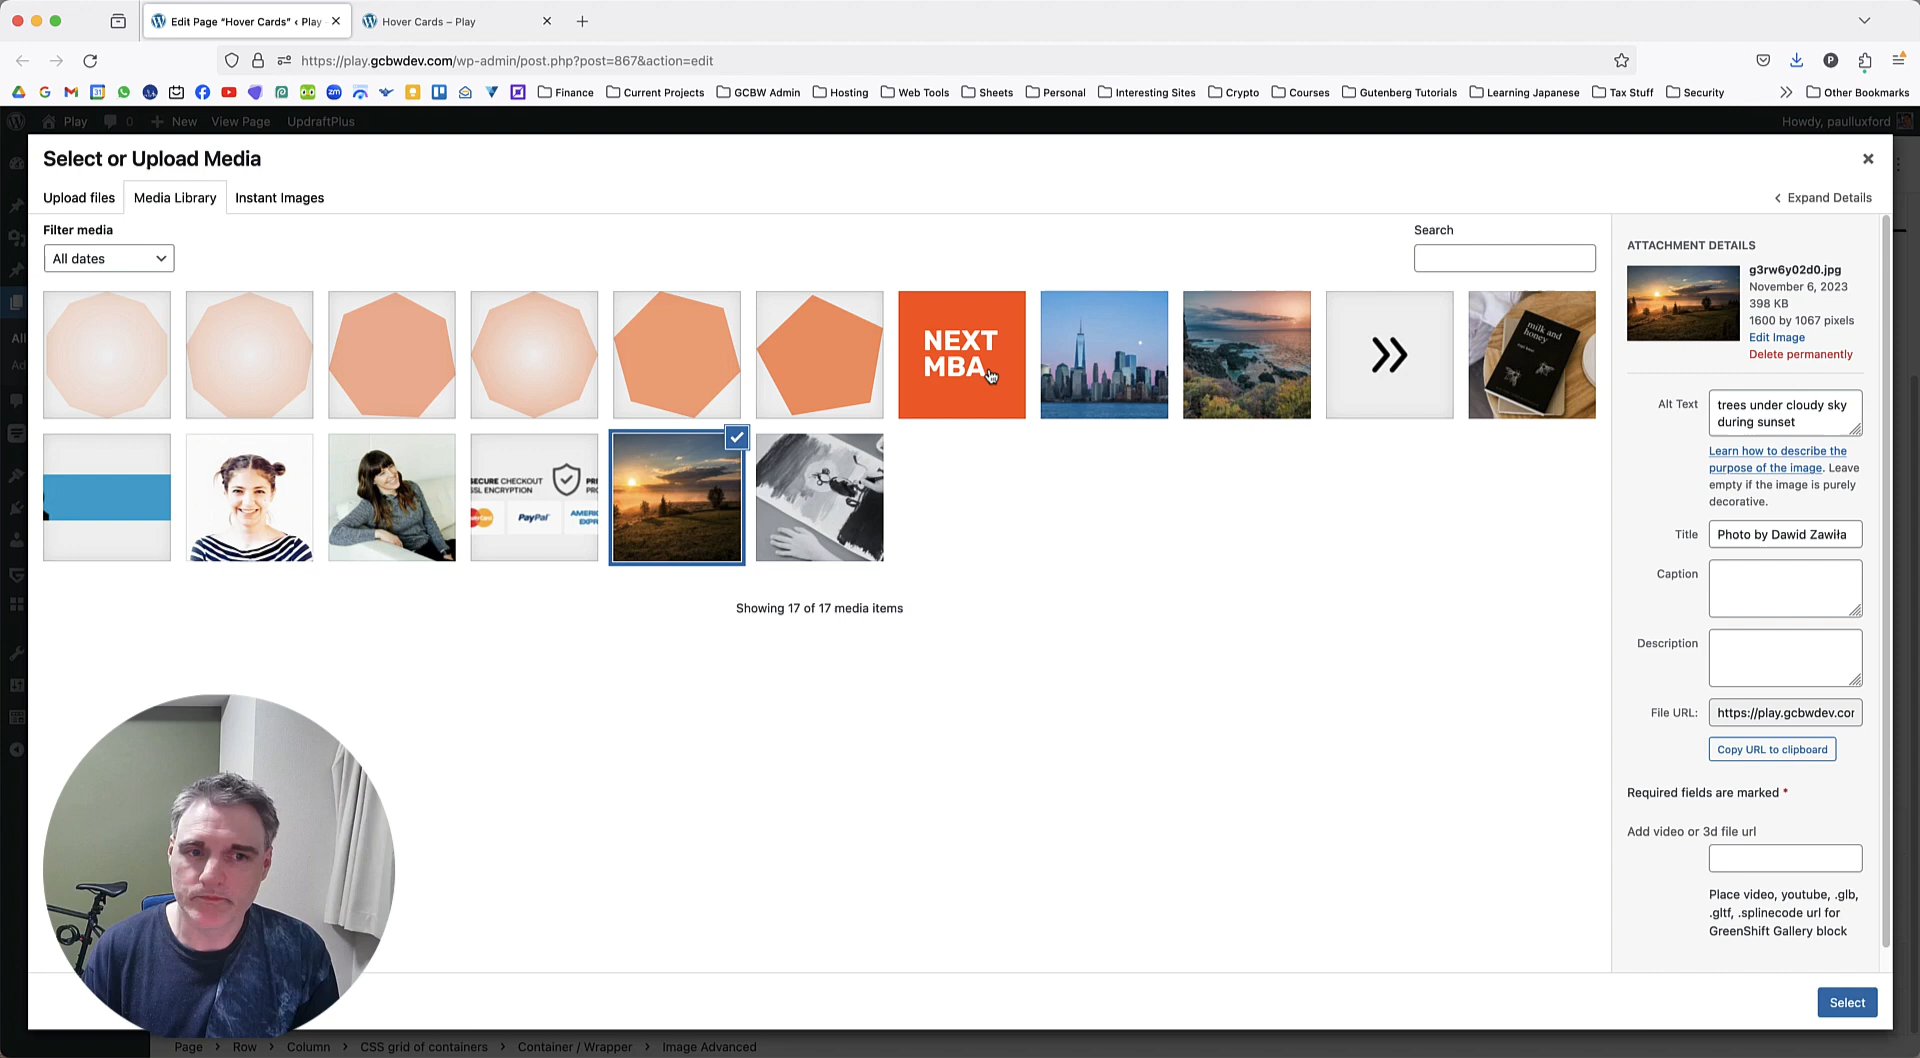 Edit Page “Hover Cards” ‹ Play
Hover Cards – Play
https://play.gcbwdev.com/wp-admin/post.php?post=867&action=edit
Finance
Current Projects
GCBW Admin
Hosting
Web Tools
Sheets
Personal
Interesting Sites
Crypto
Courses
Gutenberg Tutorials
Learning Japanese
Tax Stuff
Security
Other Bookmarks
Play
0
New
View Page
UpdraftPlus
Howdy, paulluxford
Select or Upload Media
Upload files
Media Library
Instant Images
Expand Details
Filter media
All dates
Search
NEXT
MBA
milk and
honey
SECURE CHECKOUT
SSL ENCRYPTION
PayPal
AMERI
EXPR
Showing 17 of 17 media items
ATTACHMENT DETAILS
g3rw6y02d0.jpg
November 6, 2023
398 KB
1600 by 1067 pixels
Edit Image
Delete permanently
Alt Text
trees under cloudy sky
during sunset
Learn how to describe the
purpose of the image. Leave
empty if the image is purely
decorative.
Title
Photo by Dawid Zawiła
Caption
Description
File URL:
https://play.gcbwdev.cor
Copy URL to clipboard
Required fields are marked *
Add video or 3d file url
Place video, youtube, .glb,
.gltf, .splinecode url for
GreenShift Gallery block
Select
Page › Row › Column › CSS grid of containers › Container / Wrapper › Image Advanced